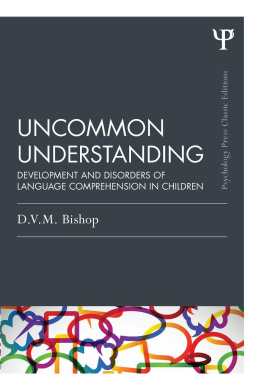 Psychology Press Classic Editions
UNCOMMON
UNDERSTANDING
DEVELOPMENT AND DISORDERS OF
LANGUAGE COMPREHENSION IN CHILDREN
D.V.M. Bishop